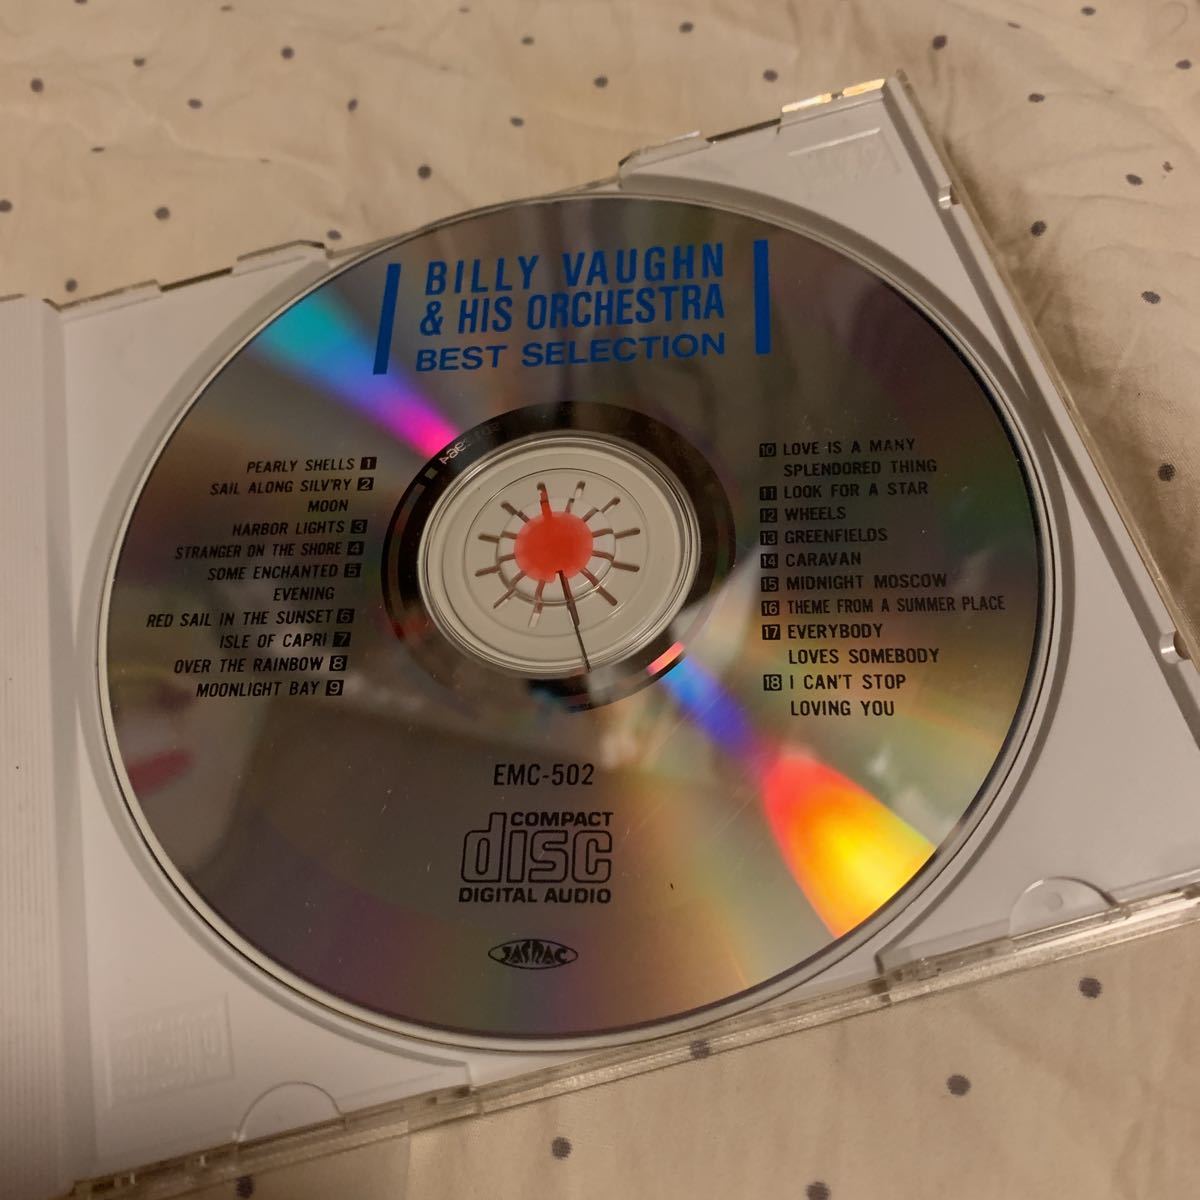 BILLY VAUGHN
& HIS ORCHESTRA
BEST SELECTION
PEARLY SHELLS 1
SAIL ALONG SILV'RY 2
MOON
HARBOR LIGHTS 3
STRANGER ON THE SHORE 4
SOME ENCHANTED 5
EVENING
RED SAIL IN THE SUNSET 6
ISLE OF CAPRI 7
OVER THE RAINBOW 8
MOONLIGHT BAY 9
10 LOVE IS A MANY
SPLENDORED THING
11 LOOK FOR A STAR
12 WHEELS
13 GREENFIELDS
14 CARAVAN
15 MIDNIGHT MOSCOW
16 THEME FROM A SUMMER PLACE
17 EVERYBODY
LOVES SOMEBODY
18 I CAN'T STOP
LOVING YOU
EMC-502
COMPACT
disc
DIGITAL AUDIO
JASRAC